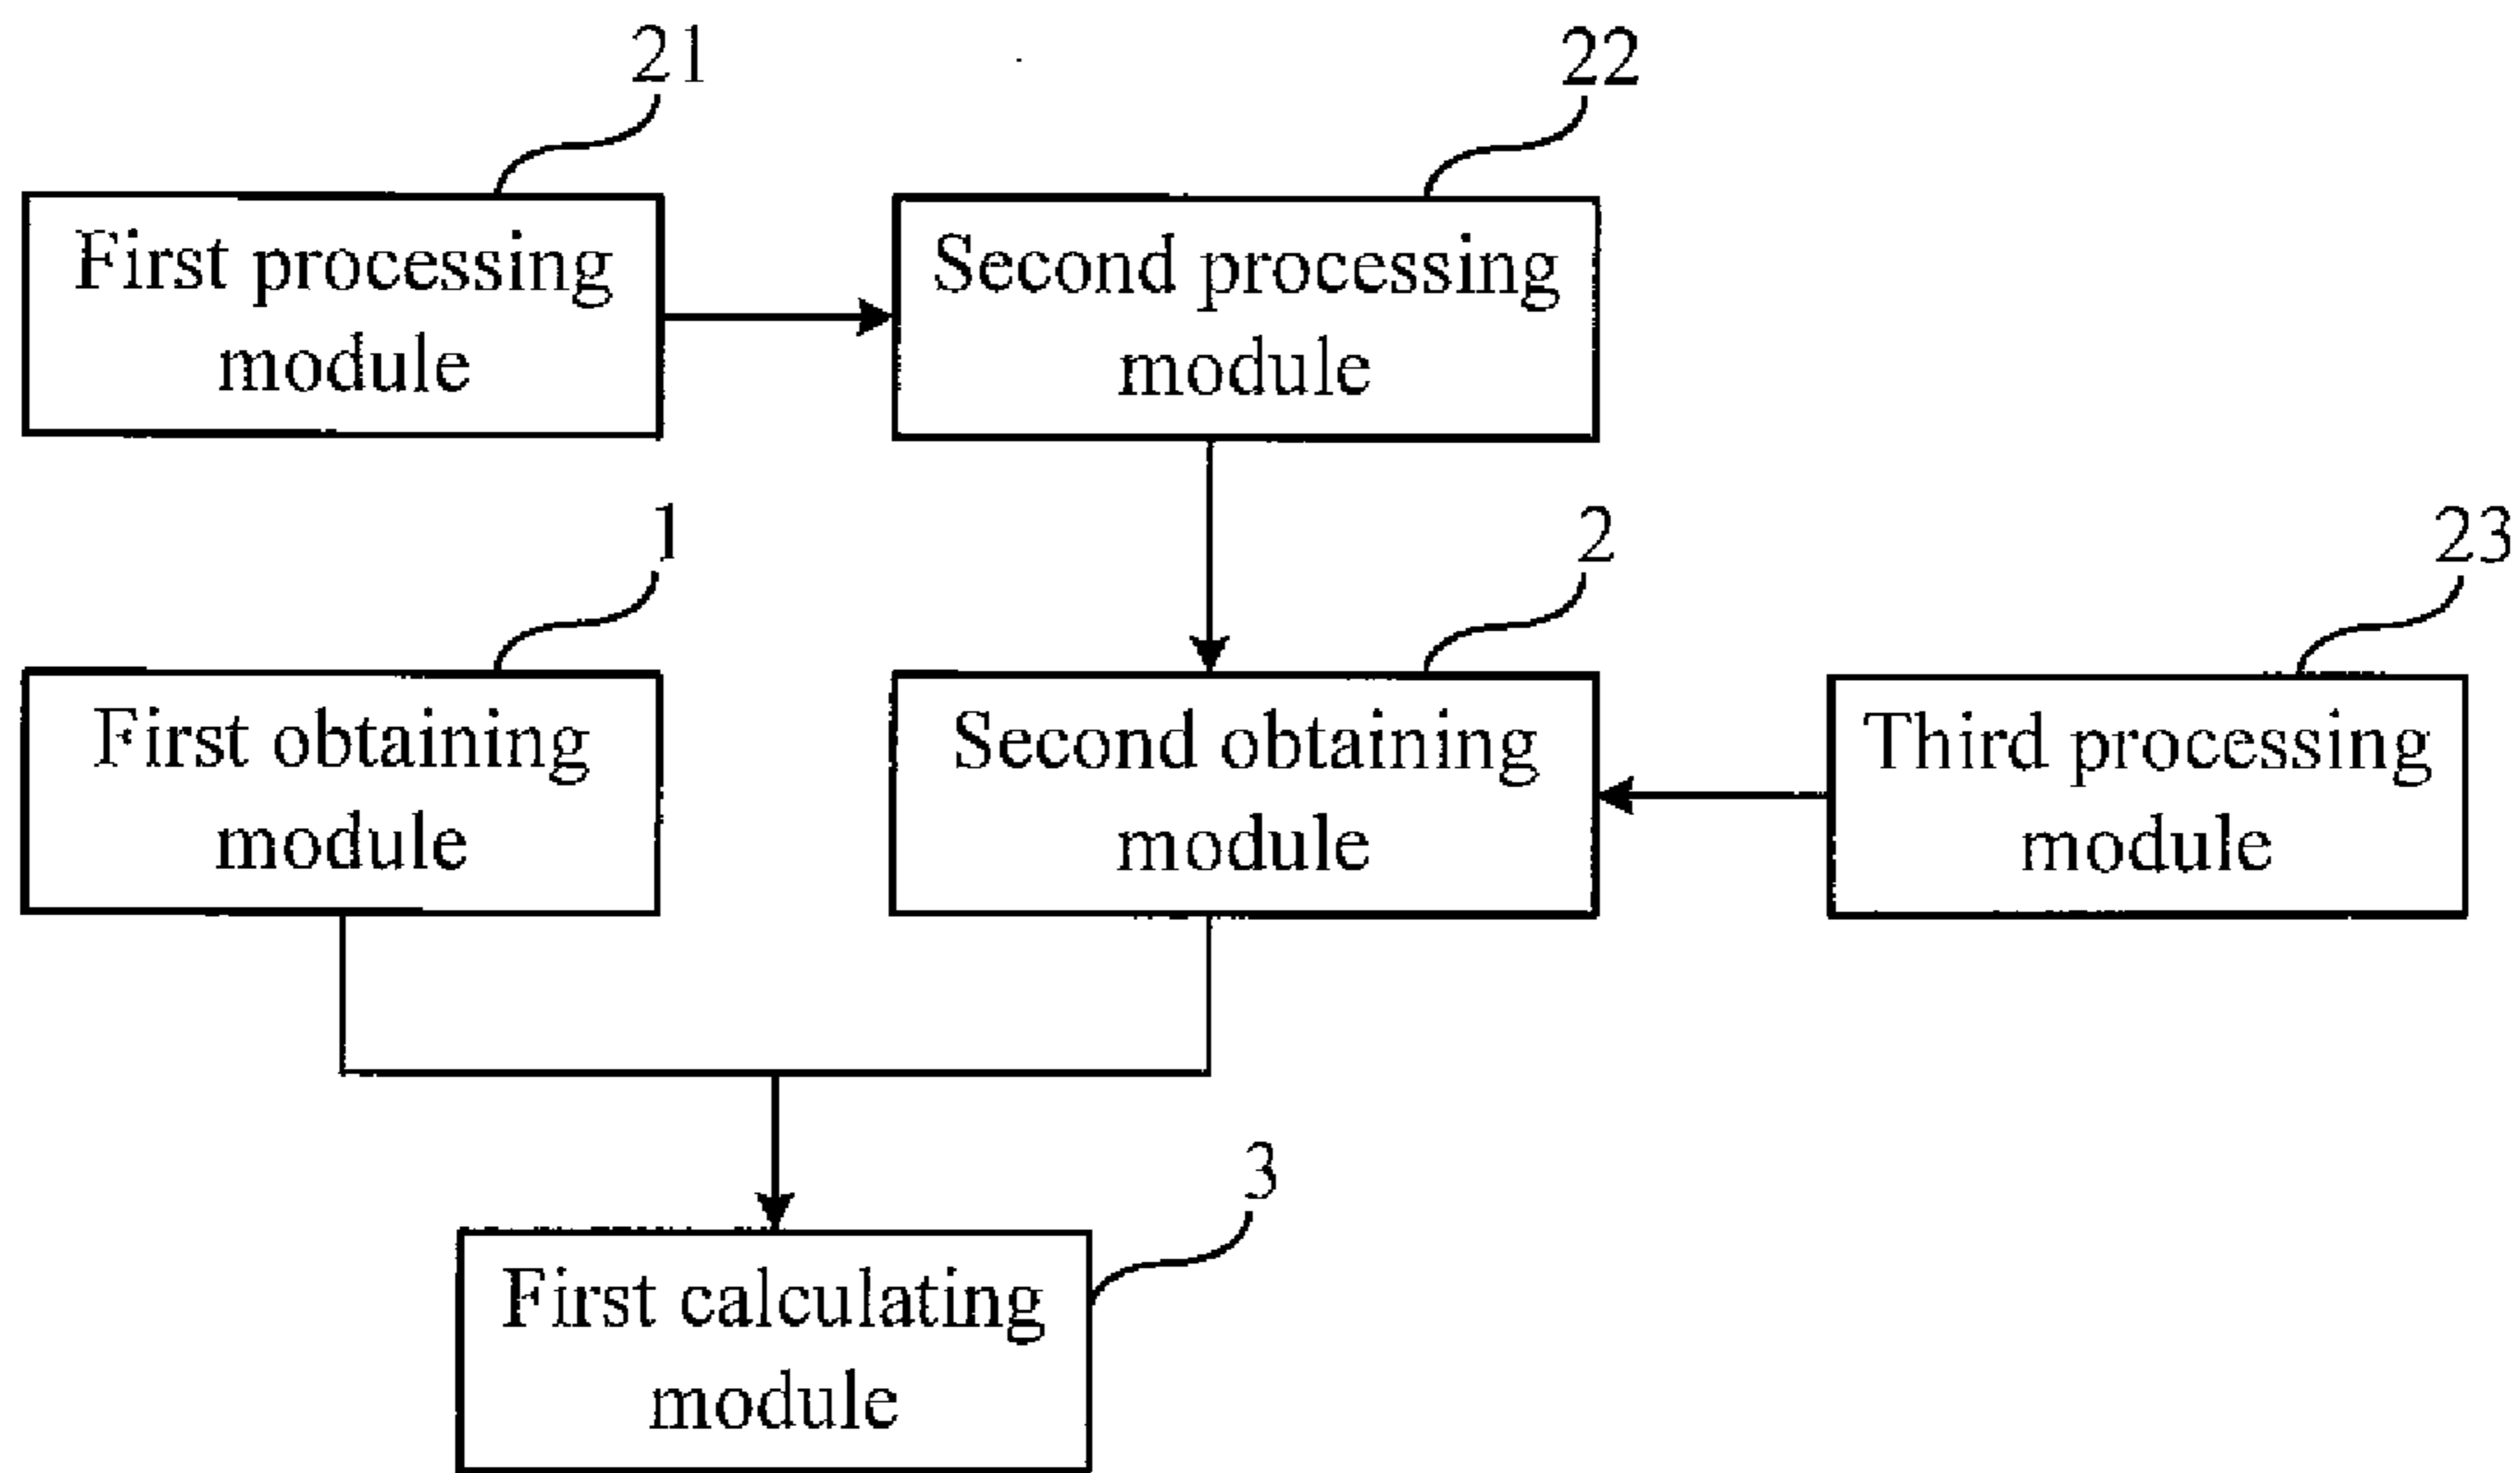 21
22
First processing
module
Second processing
module
1
2
23
First obtaining
module
Second obtaining
module
Third processing
module
3
First calculating
module